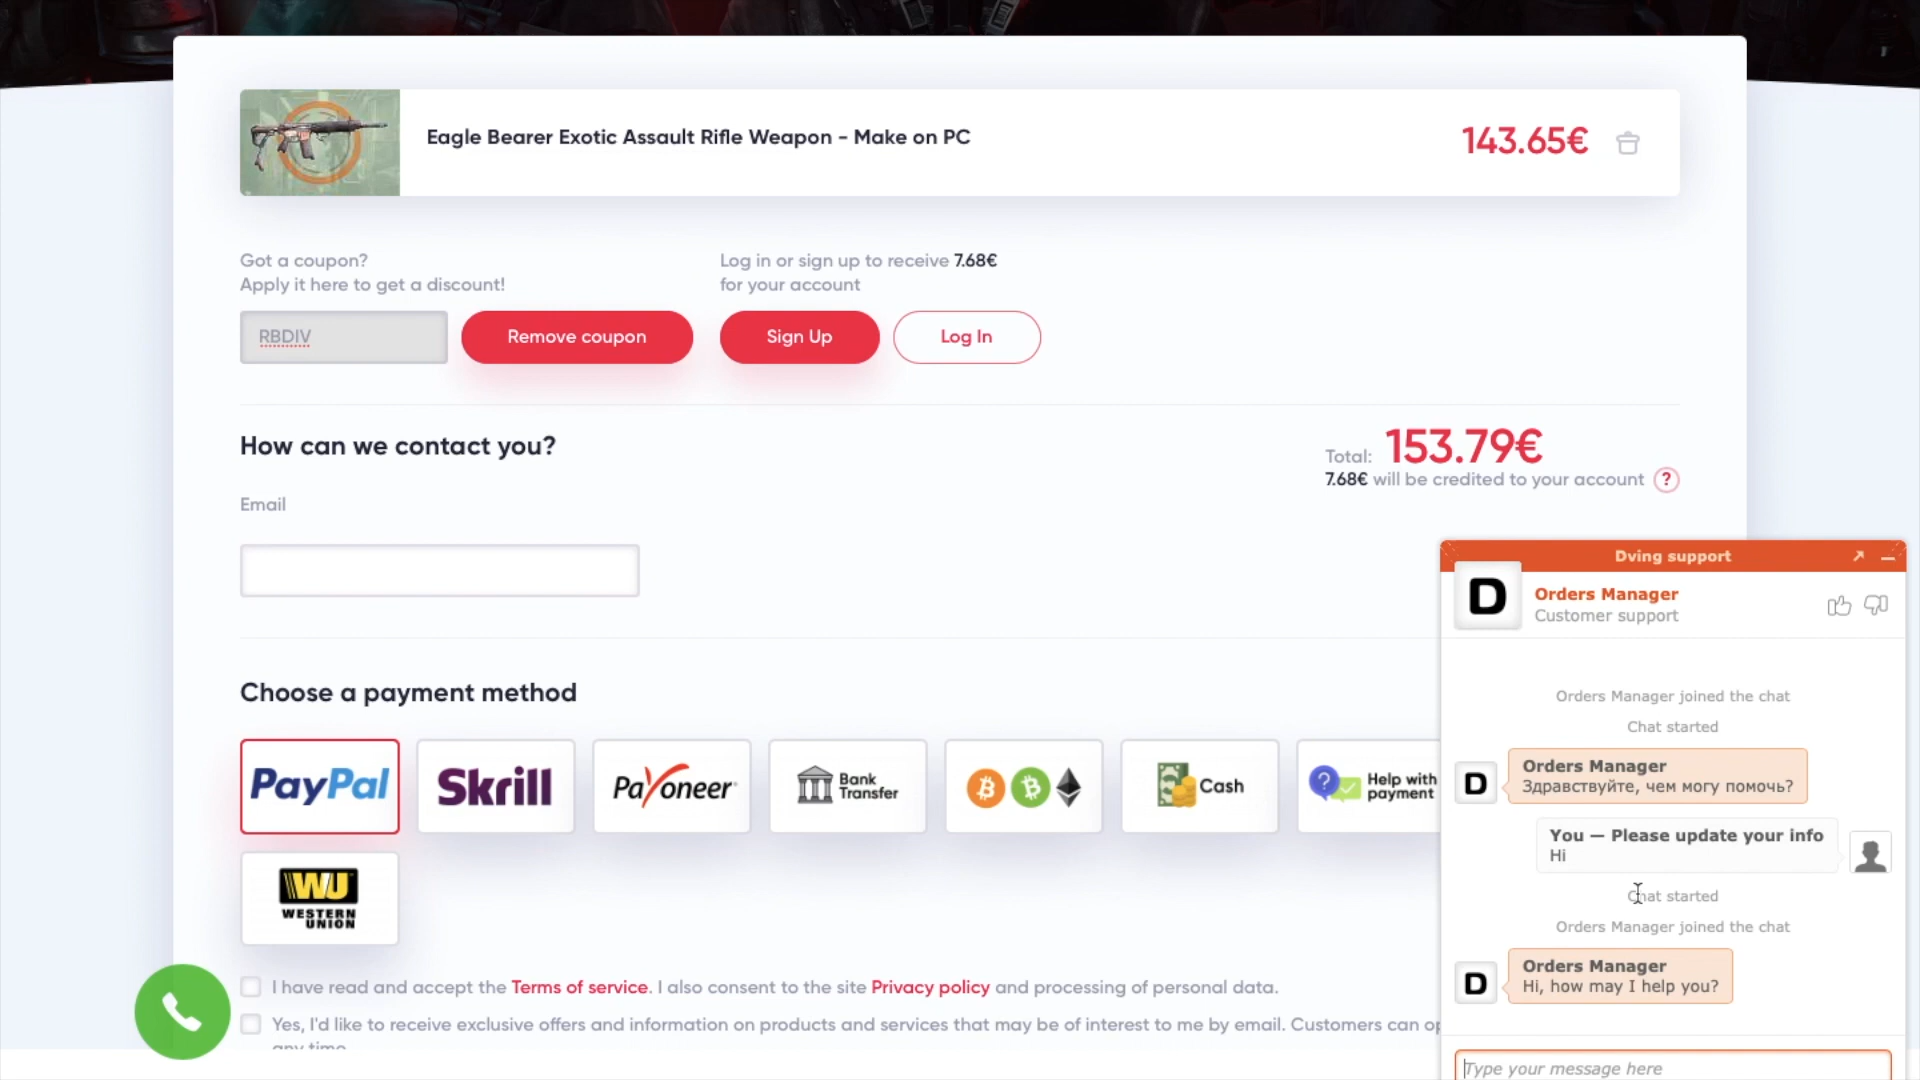 Eagle Bearer Exotic Assault Rifle Weapon - Make on PC
143.65€
Got a coupon?
Apply it here to get a discount!
Log in or sign up to receive 7.68€
for your account
RBDIV
Remove coupon
Sign Up
Log In
How can we contact you?
Total: 153.79€
7.68€ will be credited to your account ?
Email
Choose a payment method
PayPal
Skrill
Payoneer
Bank
Transfer
Cash
Help with
payment
WU
WESTERN
UNION
I have read and accept the Terms of service. I also consent to the site Privacy policy and processing of personal data.
Yes, I'd like to receive exclusive offers and information on products and services that may be of interest to me by email. Customers can op
any time.
Dving support
D
Orders Manager
Customer support
Orders Manager joined the chat
Chat started
D
Orders Manager
Здравствуйте, чем могу помочь?
You — Please update your info
Hi
Chat started
Orders Manager joined the chat
D
Orders Manager
Hi, how may I help you?
Type your message here